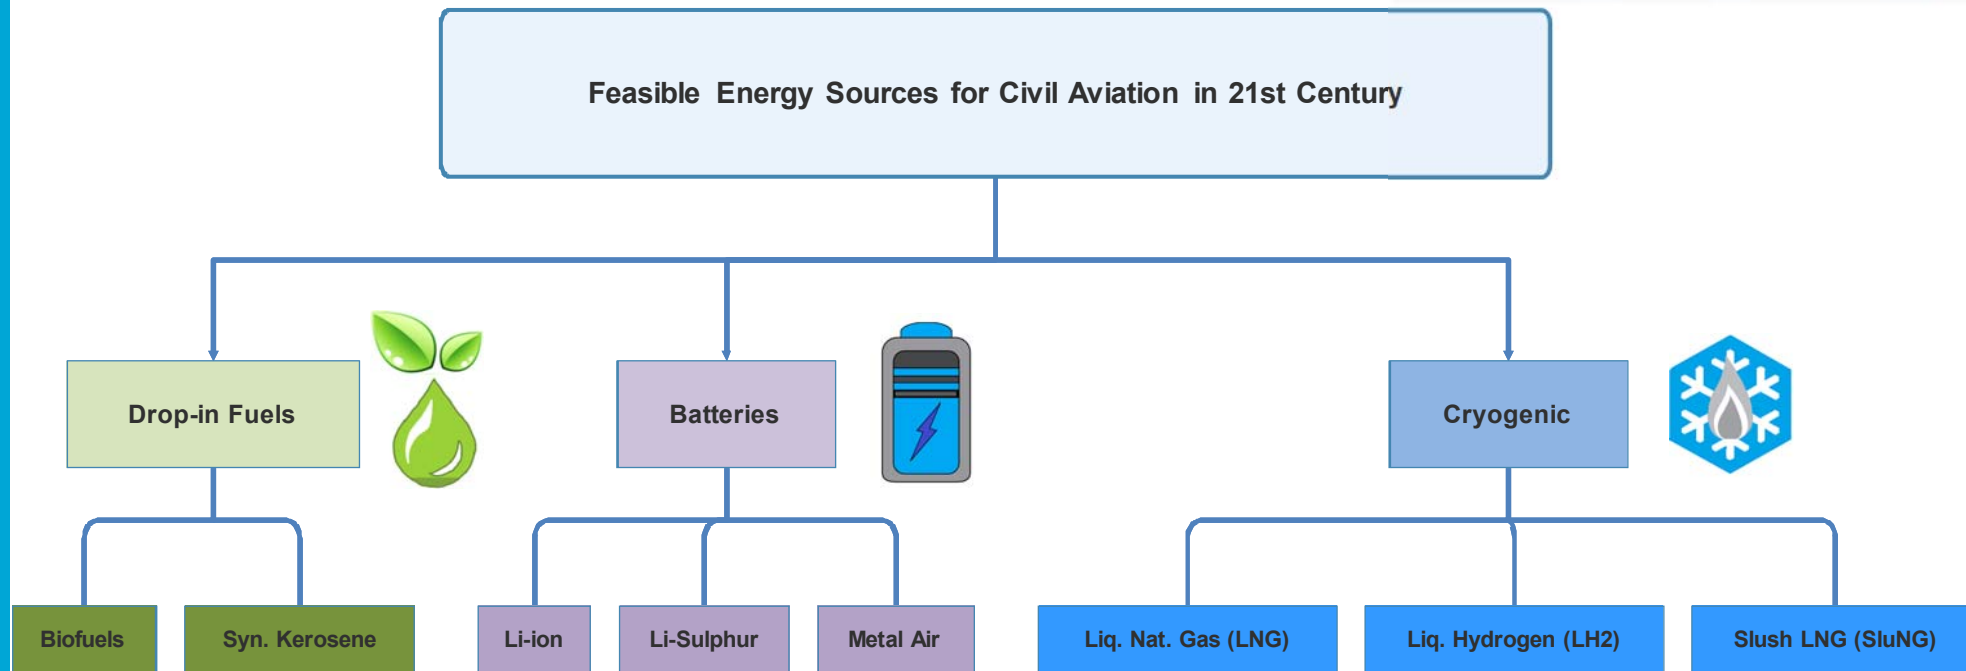 Feasible Energy Sources for Civil Aviation in 21st Century
Drop-in Fuels
Batteries
Cryogenic
Biofuels
Syn. Kerosene
Li-ion
Li-Sulphur
Metal Air
Liq. Nat. Gas (LNG)
Liq. Hydrogen (LH2)
Slush LNG (SluNG)